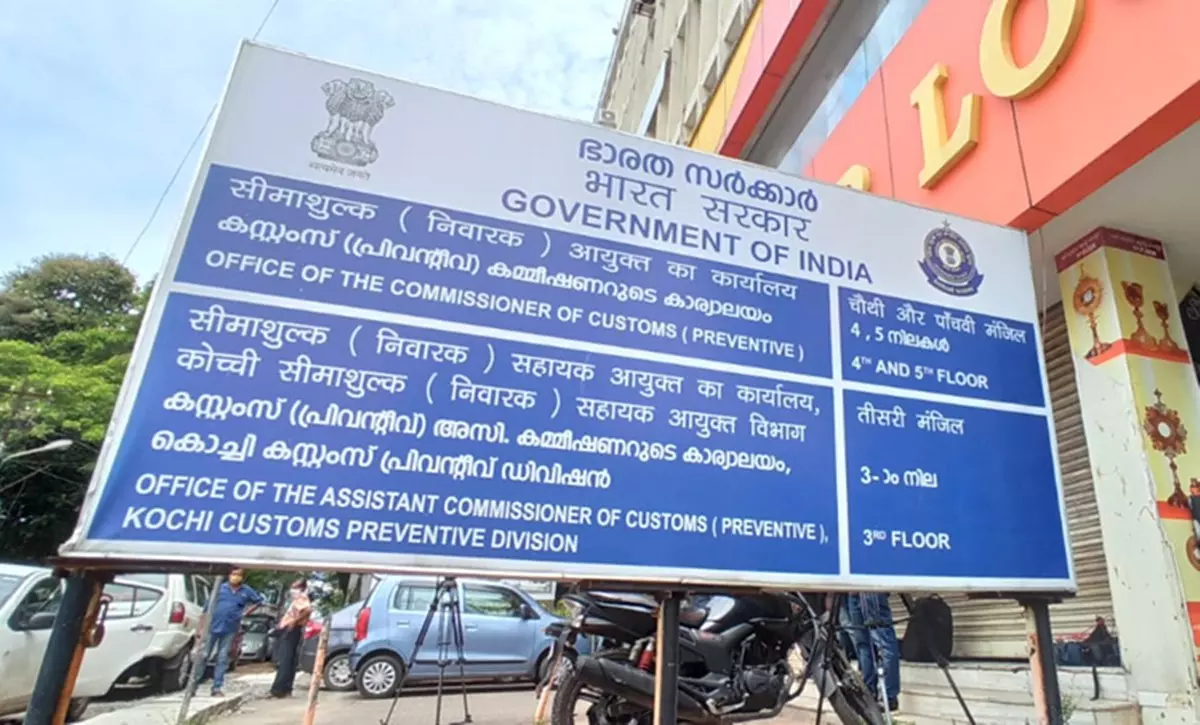 सत्यमेव जयते
ഭാരത സർക്കാർ
भारत सरकार
GOVERNMENT OF INDIA
सीमाशुल्क ( निवारक ) आयुक्त का कार्यालय
കസ്റ്റംസ് (പ്രിവന്റീവ്) കമ്മീഷണറുടെ കാര്യാലയം
OFFICE OF THE COMMISSIONER OF CUSTOMS ( PREVENTIVE )
चौथी और पाँचवी मंजिल
4 , 5 നിലകൾ
4TH AND 5TH FLOOR
सीमाशुल्क ( निवारक ) सहायक आयुक्त का कार्यालय,
कोच्ची सीमाशुल्क ( निवारक ) सहायक आयुक्त विभाग
കസ്റ്റംസ് (പ്രിവന്റീവ്) അസി. കമ്മീഷണറുടെ കാര്യാലയം,
കൊച്ചി കസ്റ്റംസ് പ്രിവന്റീവ് ഡിവിഷൻ
OFFICE OF THE ASSISTANT COMMISSIONER OF CUSTOMS ( PREVENTIVE ),
KOCHI CUSTOMS PREVENTIVE DIVISION
तीसरी मंजिल
3- ാം നില
3RD FLOOR